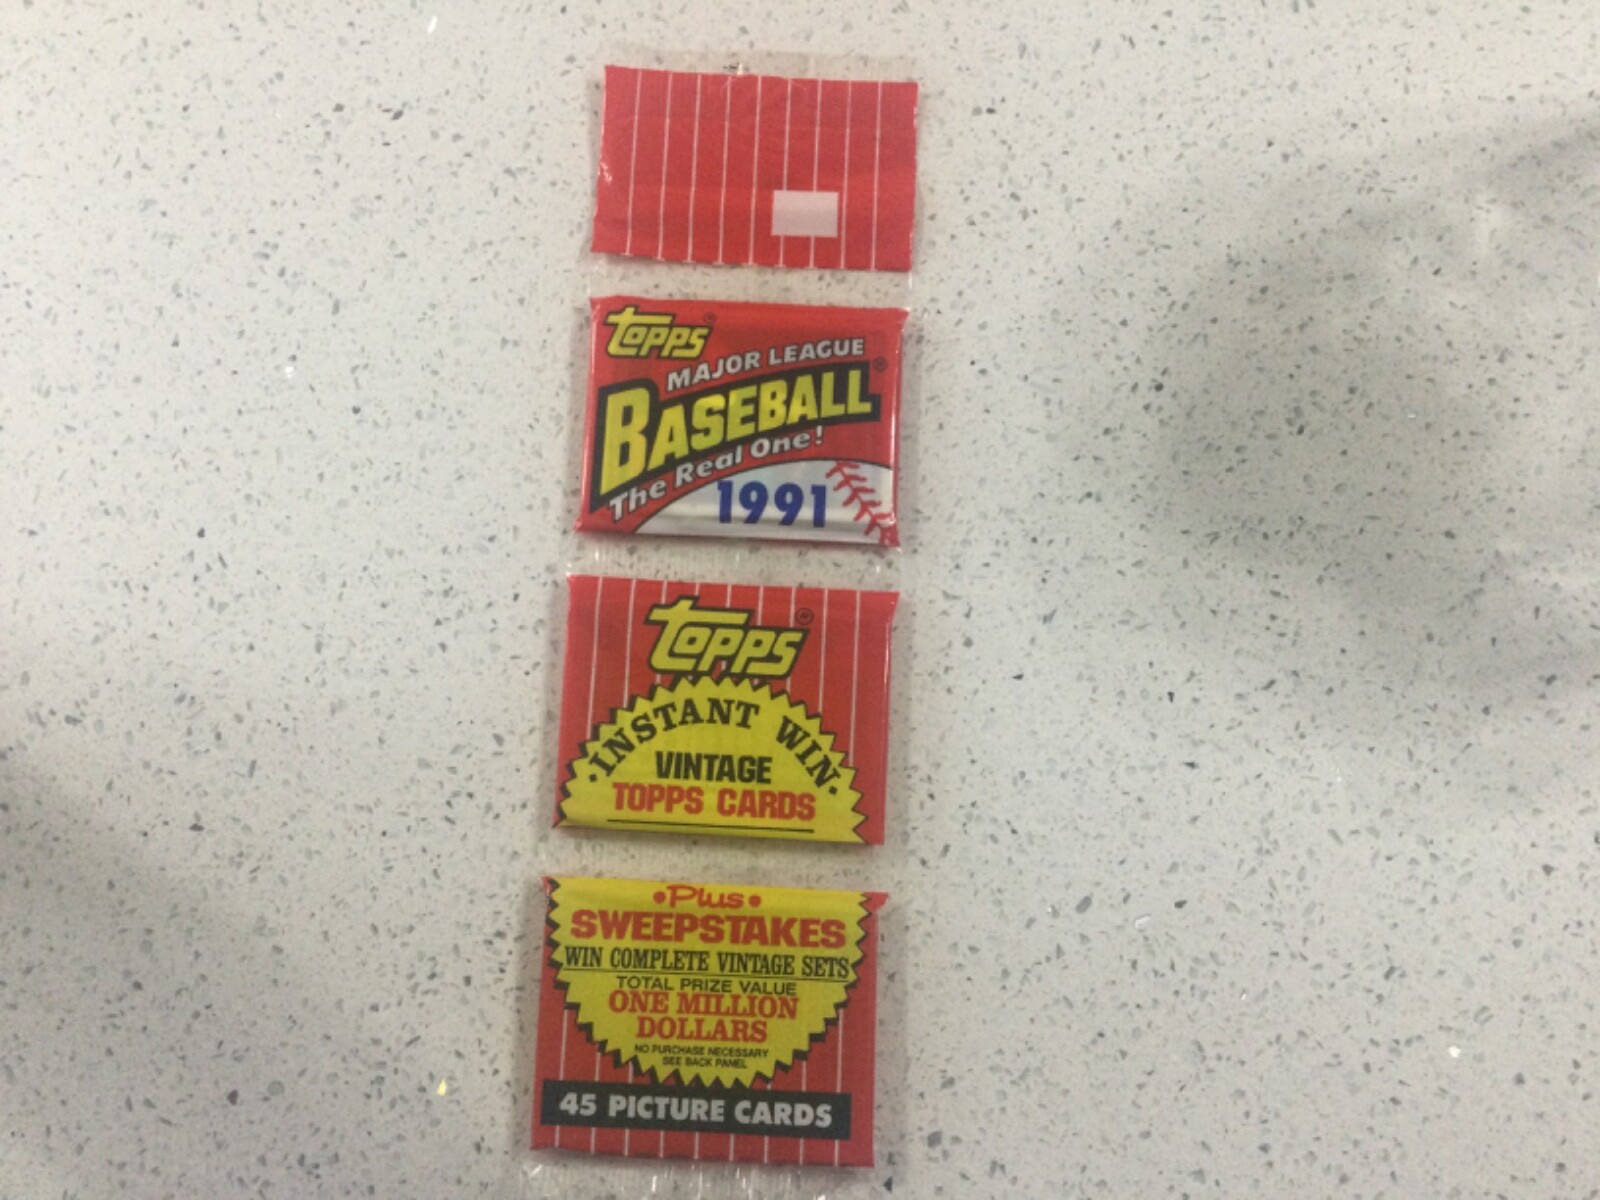 Topps®
MAJOR LEAGUE
BASEBALL®
The Real One!
1991
Topps®
·INSTANT WIN·
VINTAGE
TOPPS CARDS
•Plus•
SWEEPSTAKES
WIN COMPLETE VINTAGE SETS
TOTAL PRIZE VALUE
ONE MILLION
DOLLARS
NO PURCHASE NECESSARY
SEE BACK PANEL
45 PICTURE CARDS